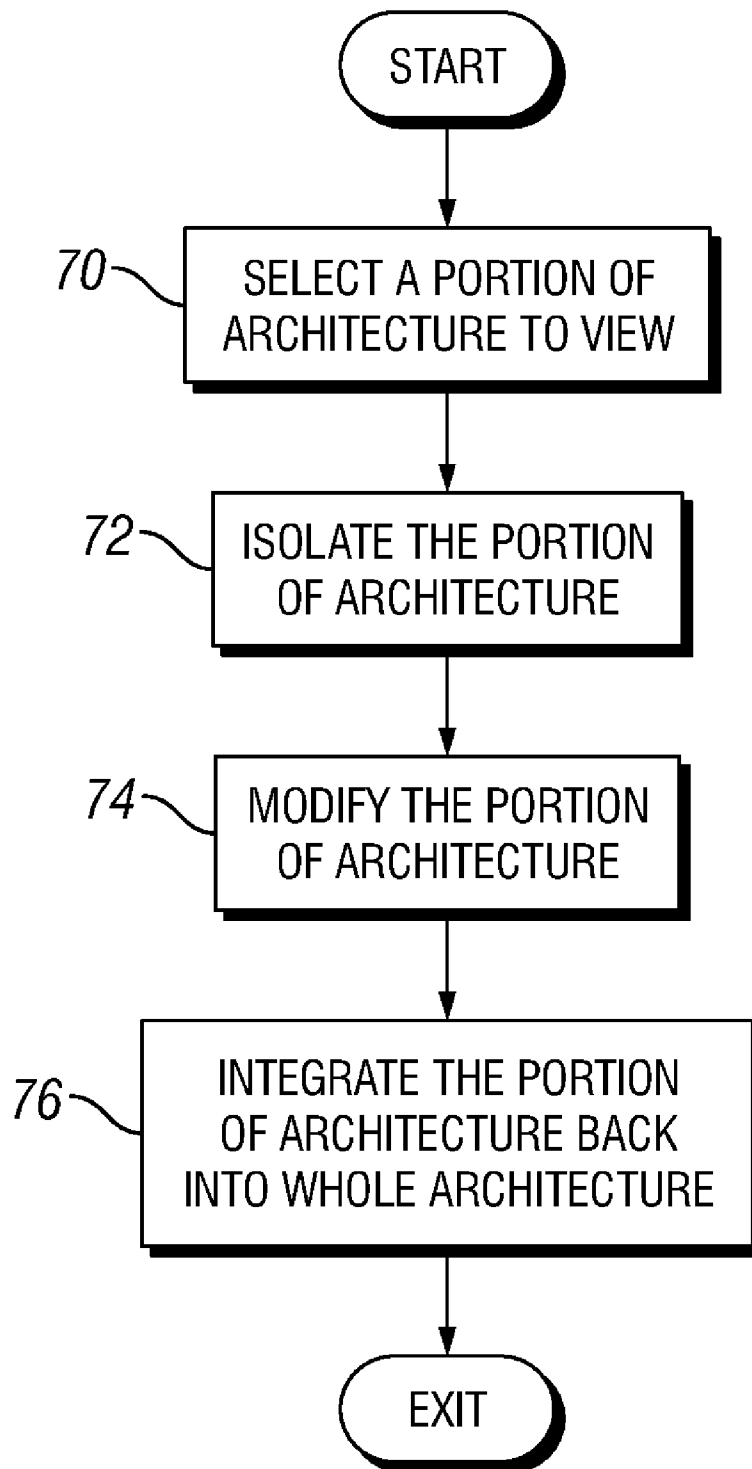 START
70
SELECT A PORTION OF
ARCHITECTURE TO VIEW
72
ISOLATE THE PORTION
OF ARCHITECTURE
74
MODIFY THE PORTION
OF ARCHITECTURE
76
INTEGRATE THE PORTION
OF ARCHITECTURE BACK
INTO WHOLE ARCHITECTURE
EXIT